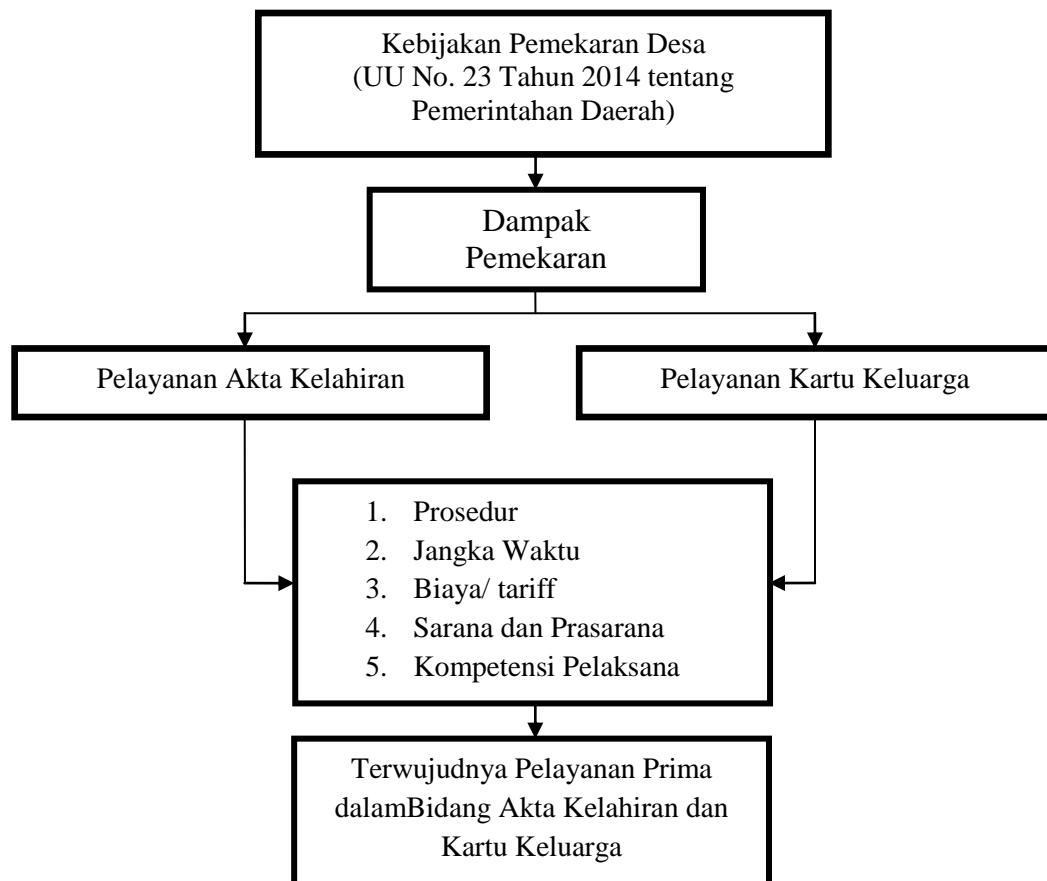 Kebijakan Pemekaran Desa
(UU No. 23 Tahun 2014 tentang
Pemerintahan Daerah)
Dampak
Pemekaran
Pelayanan Akta Kelahiran
Pelayanan Kartu Keluarga
1. Prosedur
2. Jangka Waktu
3. Biaya/ tariff
4. Sarana dan Prasarana
5. Kompetensi Pelaksana
Terwujudnya Pelayanan Prima
dalamBidang Akta Kelahiran dan
Kartu Keluarga